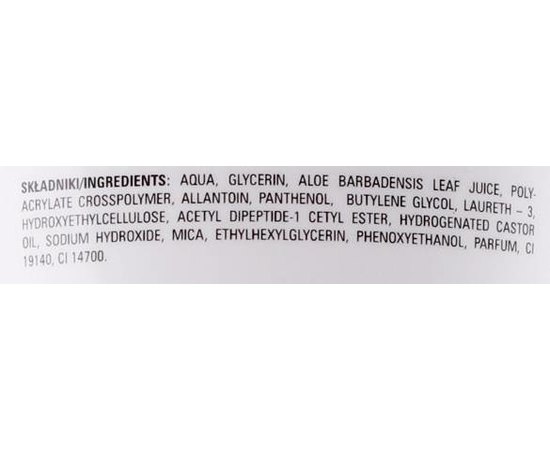 SKŁADNIKI/INGREDIENTS: AQUA, GLYCERIN, ALOE BARBADENSIS LEAF JUICE, POLY-
ACRYLATE CROSSPOLYMER, ALLANTOIN, PANTHENOL, BUTYLENE GLYCOL, LAURETH – 3,
HYDROXYETHYLCELLULOSE, ACETYL DIPEPTIDE-1 CETYL ESTER, HYDROGENATED CASTOR
OIL, SODIUM HYDROXIDE, MICA, ETHYLHEXYLGLYCERIN, PHENOXYETHANOL, PARFUM, CI
19140, CI 14700.